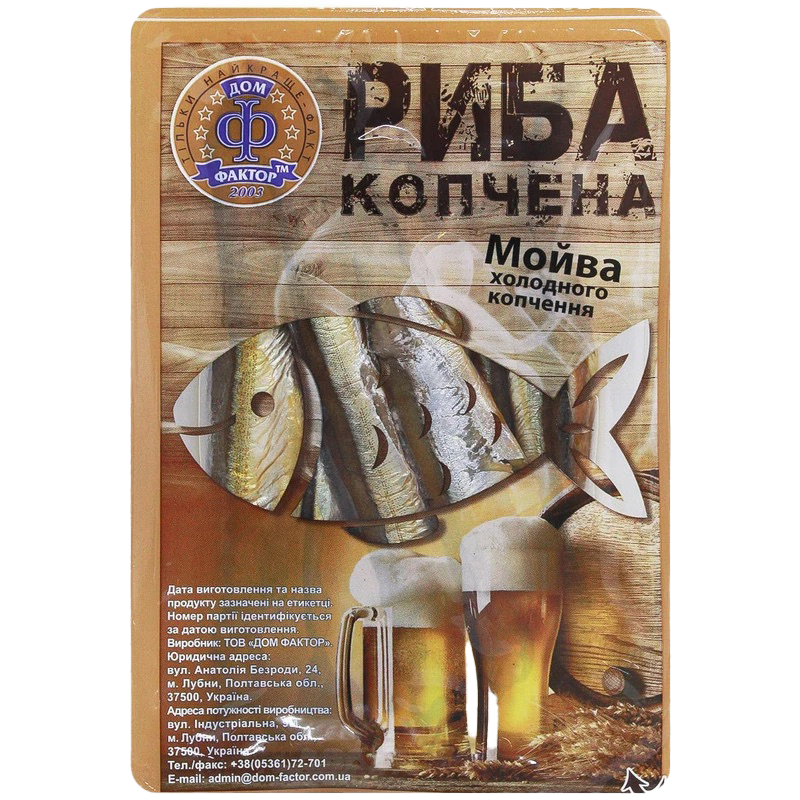 ТІЛЬКИ НАЙКРАЩЕ - ФАКТ
ДОМ
Ф
ФАКТОР™
2003
РИБА
КОПЧЕНА
Мойва
холодного
копчення
Дата виготовлення та назва
продукту зазначені на етикетці.
Номер партії ідентифікується
за датою виготовлення.
Виробник: ТОВ «ДОМ ФАКТОР».
Юридична адреса:
вул. Анатолія Безроди, 24,
м. Лубни, Полтавська обл.,
37500, Україна.
Адреса потужності виробництва:
вул. Індустріальна,
м. Лубни, Полтавська обл.,
37500, Україна
Тел./факс: +38(05361)72-701
E-mail: admin@dom-factor.com.ua